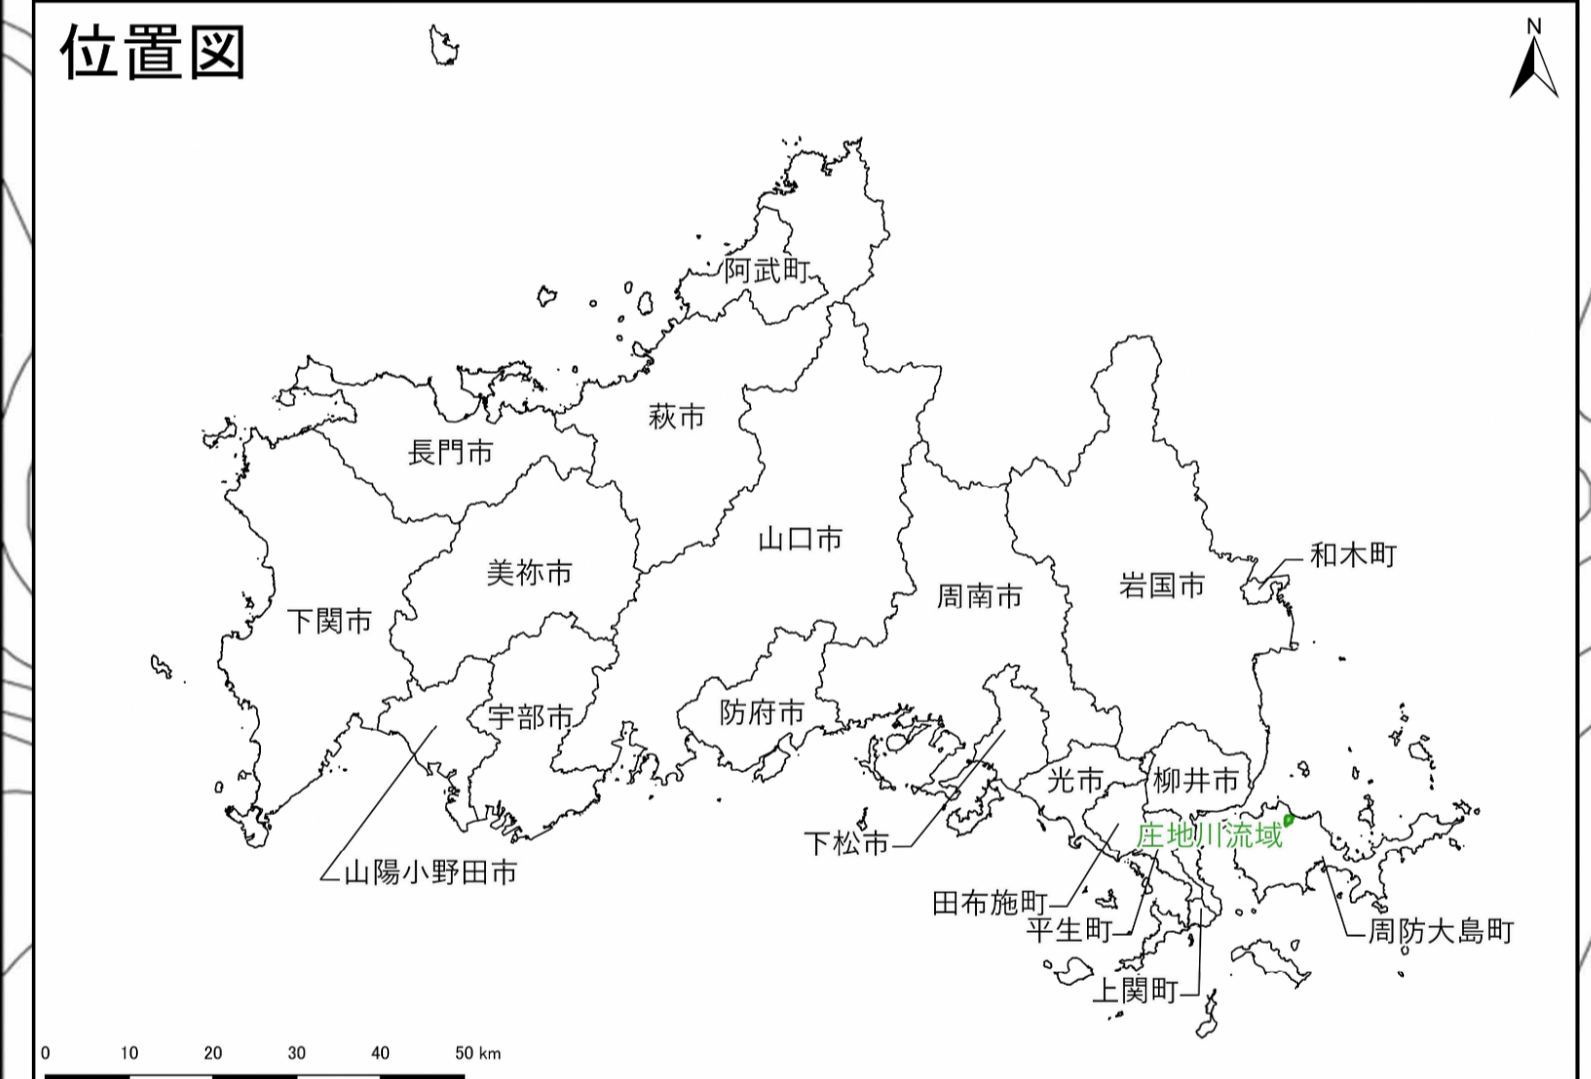 位置図
N
阿武町
萩市
長門市
山口市
和木町
美祢市
岩国市
周南市
下関市
防府市
宇部市
光市
柳井市
庄地川流域
下松市
山陽小野田市
田布施町
平生町
周防大島町
上関町
0 10 20 30 40 50 km